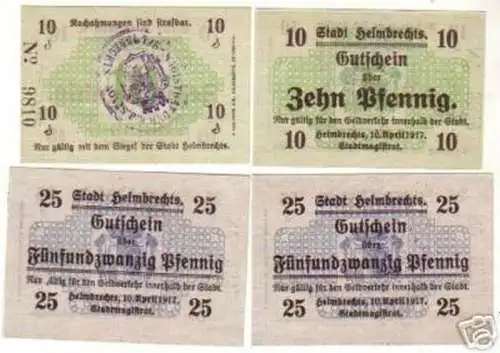 10 Nachahmungen sind strafbar. 10
₰ ₰
No 9810
10 10
₰ ₰
Nur gültig mit dem Siegel der Stadt Helmbrechts.
10 Stadt Helmbrechts. 10
Gutschein
über
Zehn Pfennig.
Nur gültig für den Geldverkehr innerhalb der Stadt.
10 Helmbrechts, 10. April 1917. 10
Stadtmagistrat.
25 Stadt Helmbrechts. 25
Gutschein
über
Fünfundzwanzig Pfennig
Nur gültig für den Geldverkehr innerhalb der Stadt.
25 Helmbrechts, 10. April 1917. 25
Stadtmagistrat.
25 Stadt Helmbrechts. 25
Gutschein
über
Fünfundzwanzig Pfennig
Nur gültig für den Geldverkehr innerhalb der Stadt.
25 Helmbrechts, 10. April 1917. 25
Stadtmagistrat.